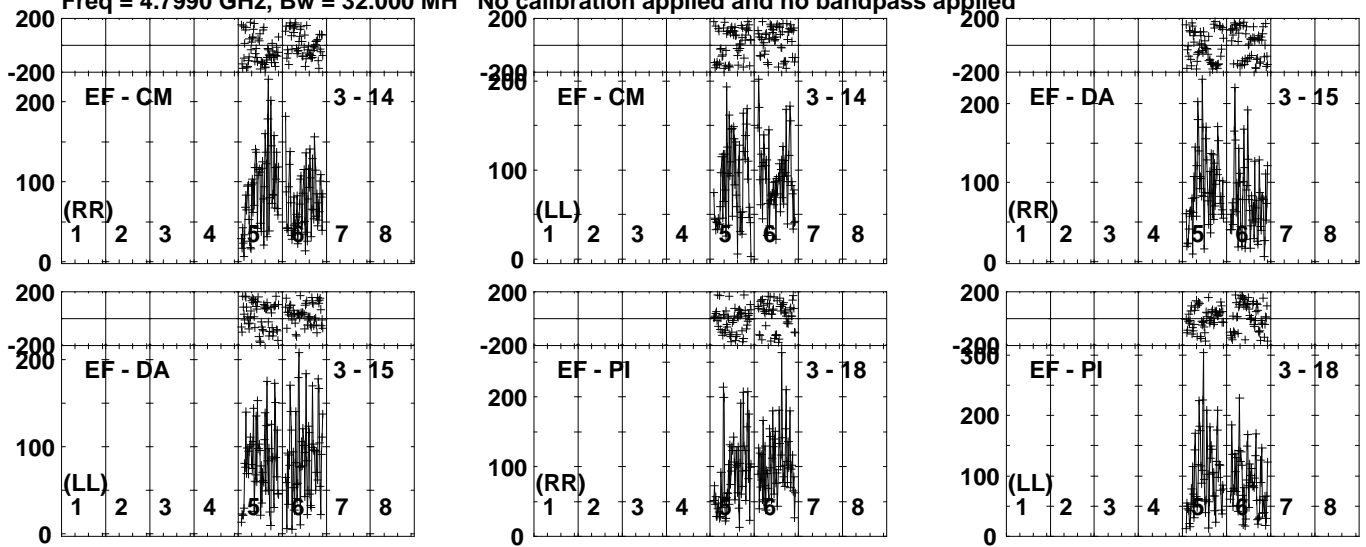 Freq = 4.7990 GHz, Bw = 32.000 MH No calibration applied and no bandpass applied
200 200 200
-200 -200 -200
EF - CM 3 - 14 EF - CM 3 - 14 EF - DA 3 - 15
200 200
100 100 100
(RR) (LL) (RR)
1 2 3 4 5 6 7 8 1 2 3 4 5 6 7 8 1 2 3 4 5 6 7 8
0 0 0
200 200 200
-200 -200 -200
200 300
EF - DA 3 - 15 EF - PI 3 - 18 EF - PI 3 - 18
200 200
100 100 100
(LL) (RR) (LL)
1 2 3 4 5 6 7 8 1 2 3 4 5 6 7 8 1 2 3 4 5 6 7 8
0 0 0